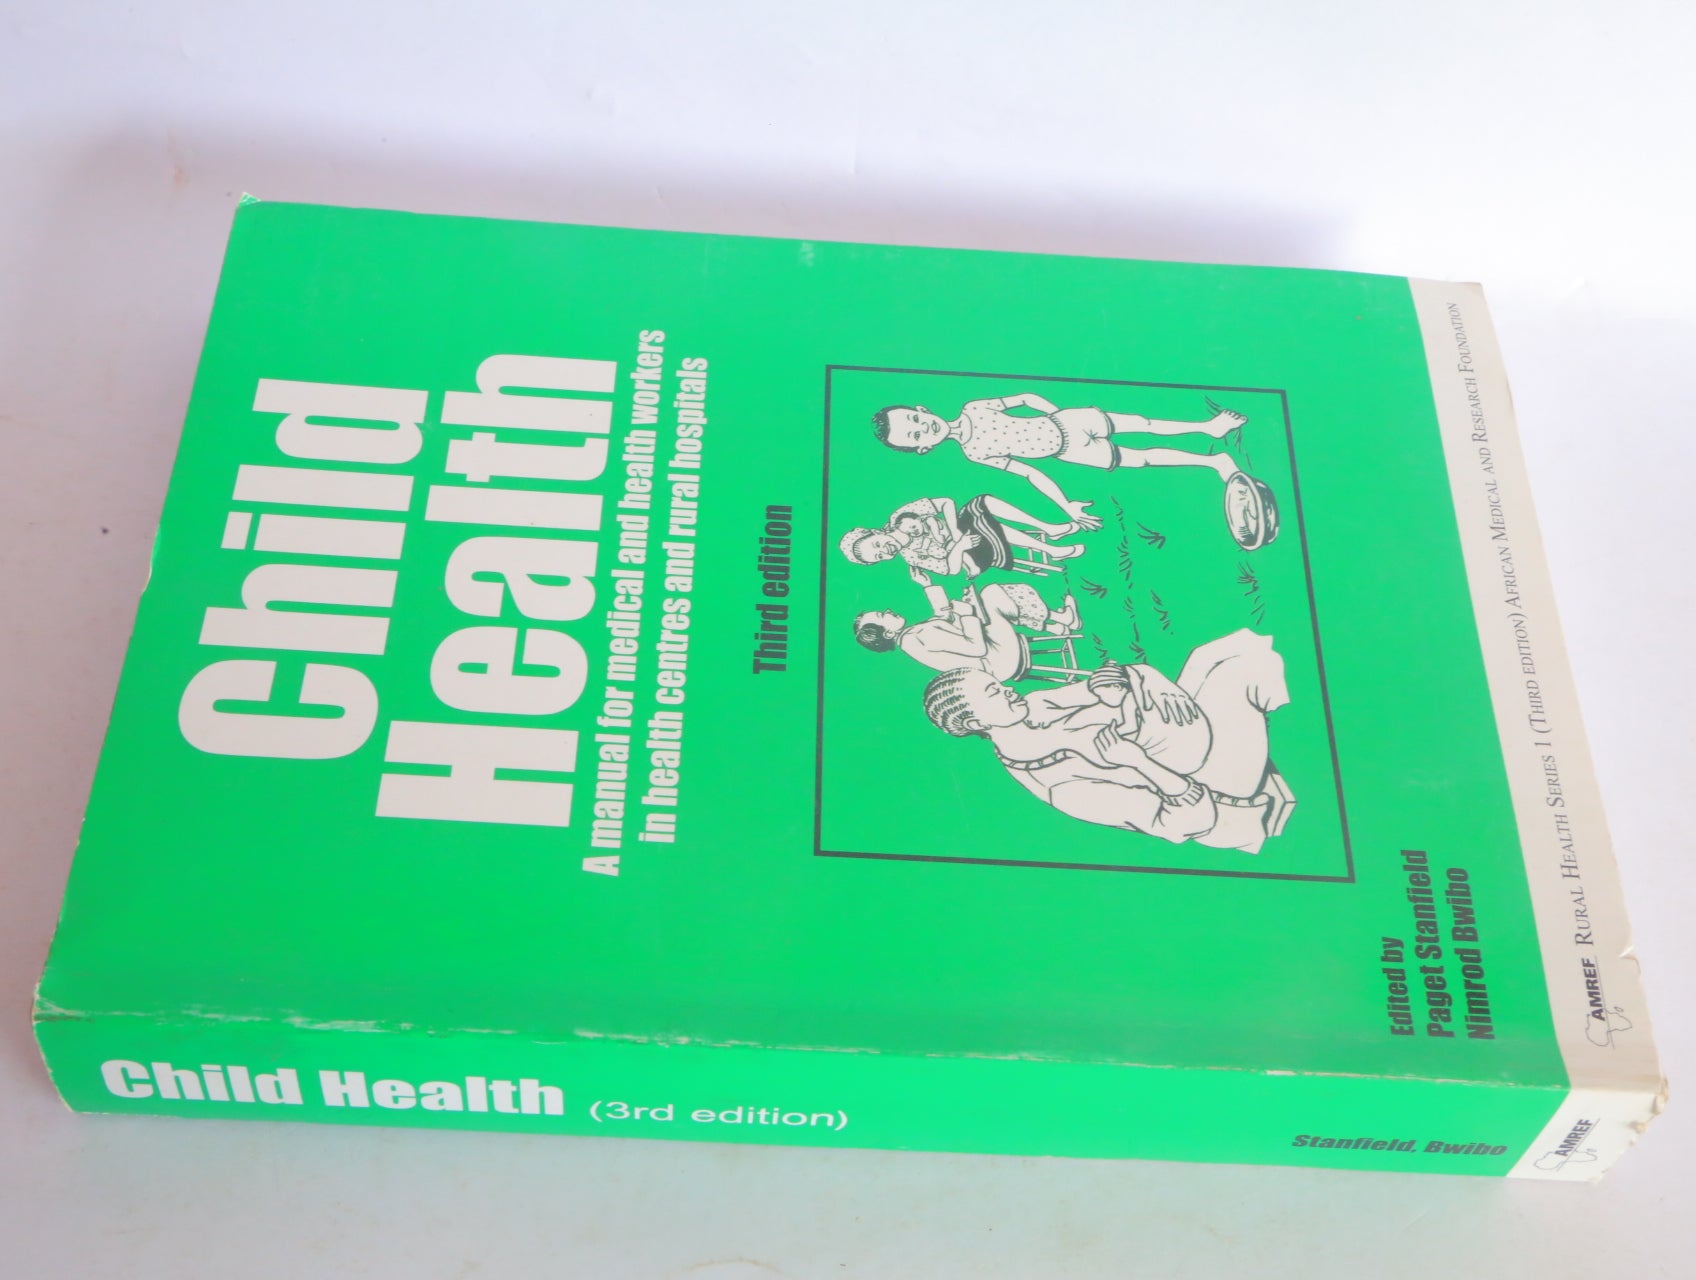 Child
Health
A manual for medical and health workers
in health centres and rural hospitals
Third edition
Edited by
Paget Stanfield
Nimrod Bwibo
AMREF RURAL HEALTH SERIES 1 (THIRD EDITION) AFRICAN MEDICAL AND RESEARCH FOUNDATION
Child Health (3rd edition)
Stanfield, Bwibo
AMREF